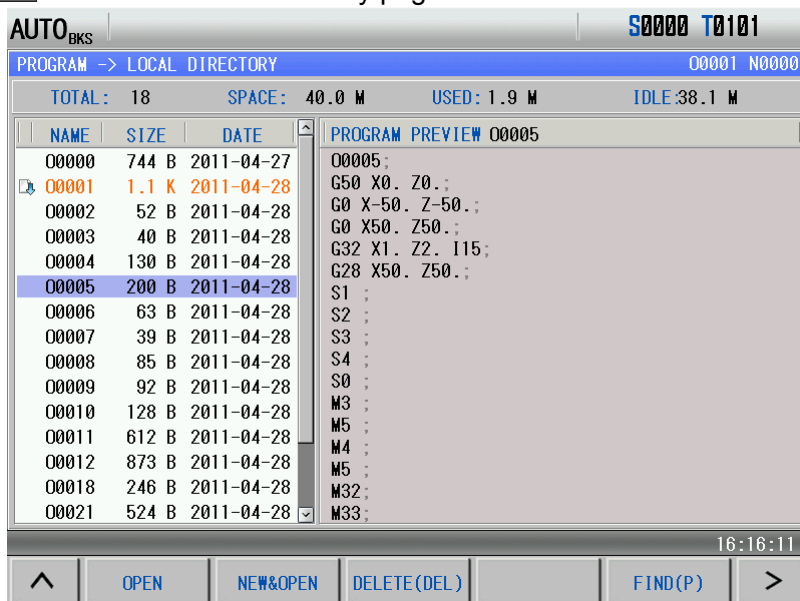 AUTO BKS S0000 T0101
PROGRAM -> LOCAL DIRECTORY O0001 N0000
TOTAL: 18 SPACE: 40.0 M USED: 1.9 M IDLE:38.1 M
NAME SIZE DATE
O0000 744 B 2011-04-27
O0001 1.1 K 2011-04-28
O0002 52 B 2011-04-28
O0003 40 B 2011-04-28
O0004 130 B 2011-04-28
O0005 200 B 2011-04-28
O0006 63 B 2011-04-28
O0007 39 B 2011-04-28
O0008 85 B 2011-04-28
O0009 92 B 2011-04-28
O0010 128 B 2011-04-28
O0011 612 B 2011-04-28
O0012 873 B 2011-04-28
O0018 246 B 2011-04-28
O0021 524 B 2011-04-28
PROGRAM PREVIEW O0005
O0005;
G50 X0. Z0.;
G0 X-50. Z-50.;
G0 X50. Z50.;
G32 X1. Z2. I15;
G28 X50. Z50.;
S1 ;
S2 ;
S3 ;
S4 ;
S0 ;
M3 ;
M5 ;
M4 ;
M5 ;
M32;
M33;
16:16:11
OPEN NEW&OPEN DELETE(DEL) FIND(P) >